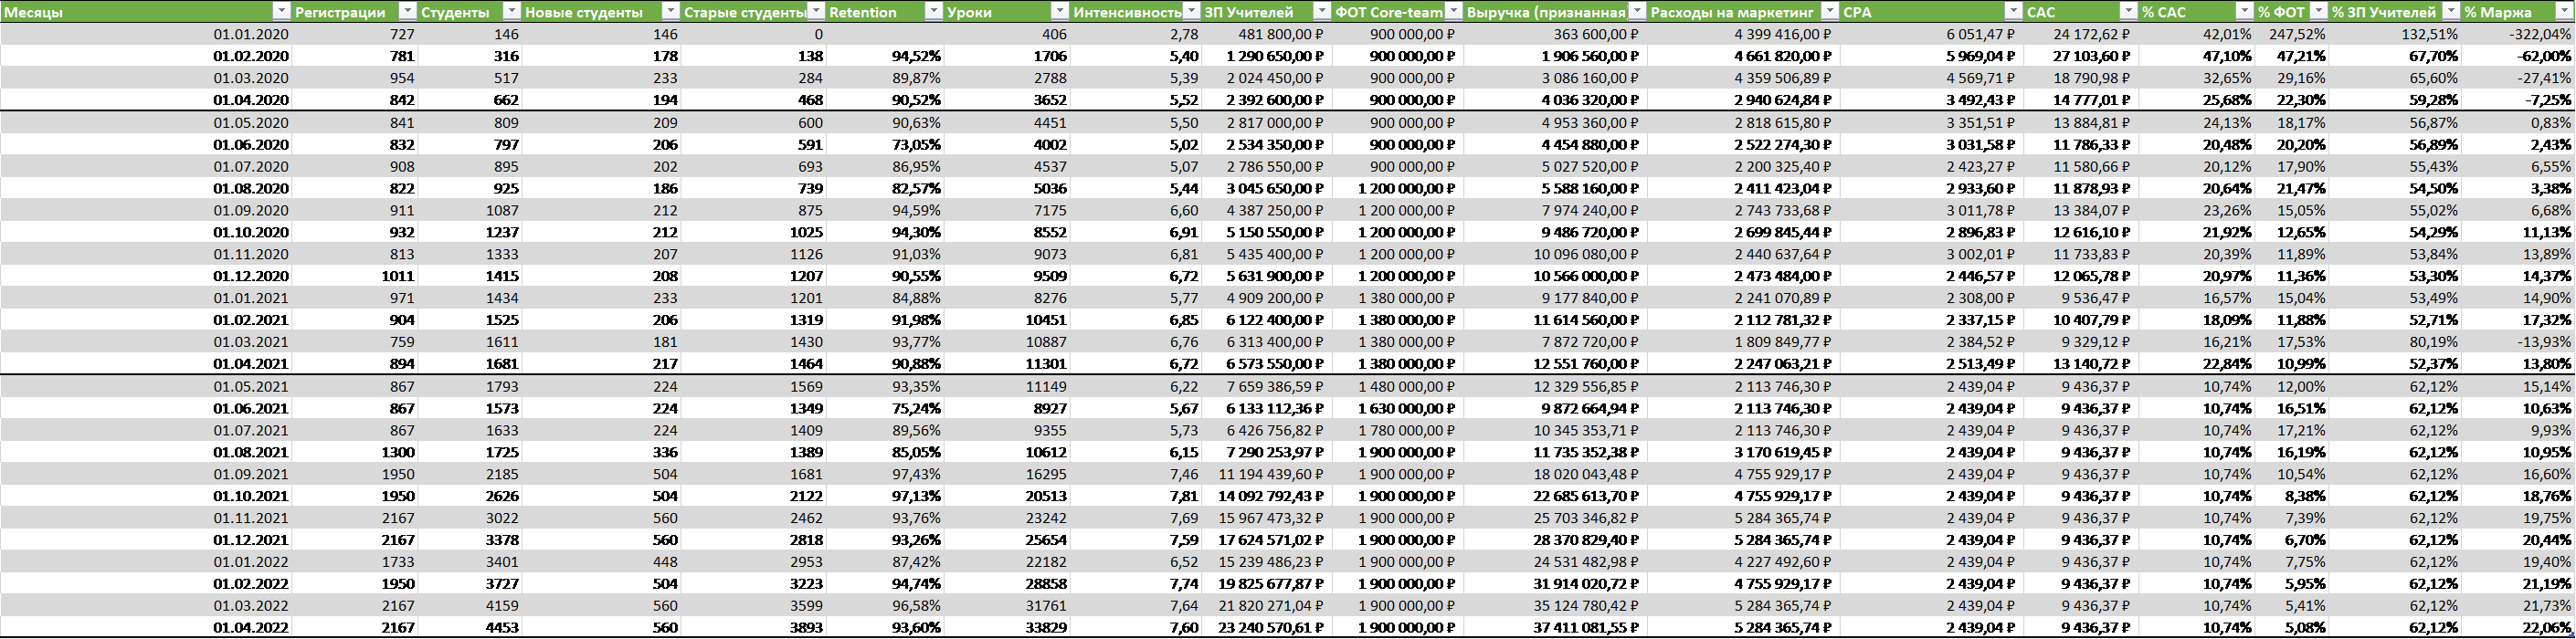 Месяцы Регистрации Студенты Новые студенты Старые студенты Retention Уроки Интенсивность ЗП Учителей ФОТ Core-team Выручка (признанная Расходы на маркетинг CPA CAC % CAC % ФОТ % ЗП Учителей % Маржа
01.01.2020 727 146 146 0 406 2,78 481 800,00 ₽ 900 000,00 ₽ 363 600,00 ₽ 4 399 416,00 ₽ 6 051,47 ₽ 24 172,62 ₽ 42,01% 247,52% 132,51% -322,04%
01.02.2020 781 316 178 138 94,52% 1706 5,40 1 290 650,00 ₽ 900 000,00 ₽ 1 906 560,00 ₽ 4 661 820,00 ₽ 5 969,04 ₽ 27 103,60 ₽ 47,10% 47,21% 67,70% -62,00%
01.03.2020 954 517 233 284 89,87% 2788 5,39 2 024 450,00 ₽ 900 000,00 ₽ 3 086 160,00 ₽ 4 359 506,89 ₽ 4 569,71 ₽ 18 790,98 ₽ 32,65% 29,16% 65,60% -27,41%
01.04.2020 842 662 194 468 90,52% 3652 5,52 2 392 600,00 ₽ 900 000,00 ₽ 4 036 320,00 ₽ 2 940 624,84 ₽ 3 492,43 ₽ 14 777,01 ₽ 25,68% 22,30% 59,28% -7,25%
01.05.2020 841 809 209 600 90,63% 4451 5,50 2 817 000,00 ₽ 900 000,00 ₽ 4 953 360,00 ₽ 2 818 615,80 ₽ 3 351,51 ₽ 13 884,81 ₽ 24,13% 18,17% 56,87% 0,83%
01.06.2020 832 797 206 591 73,05% 4002 5,02 2 534 350,00 ₽ 900 000,00 ₽ 4 454 880,00 ₽ 2 522 274,30 ₽ 3 031,58 ₽ 11 786,33 ₽ 20,48% 20,20% 56,89% 2,43%
01.07.2020 908 895 202 693 86,95% 4537 5,07 2 786 550,00 ₽ 900 000,00 ₽ 5 027 520,00 ₽ 2 200 325,40 ₽ 2 423,27 ₽ 11 580,66 ₽ 20,12% 17,90% 55,43% 6,55%
01.08.2020 822 925 186 739 82,57% 5036 5,44 3 045 650,00 ₽ 1 200 000,00 ₽ 5 588 160,00 ₽ 2 411 423,04 ₽ 2 933,60 ₽ 11 878,93 ₽ 20,64% 21,47% 54,50% 3,38%
01.09.2020 911 1087 212 875 94,59% 7175 6,60 4 387 250,00 ₽ 1 200 000,00 ₽ 7 974 240,00 ₽ 2 743 733,68 ₽ 3 011,78 ₽ 13 384,07 ₽ 23,26% 15,05% 55,02% 6,68%
01.10.2020 932 1237 212 1025 94,30% 8552 6,91 5 150 550,00 ₽ 1 200 000,00 ₽ 9 486 720,00 ₽ 2 699 845,44 ₽ 2 896,83 ₽ 12 616,10 ₽ 21,92% 12,65% 54,29% 11,13%
01.11.2020 813 1333 207 1126 91,03% 9073 6,81 5 435 400,00 ₽ 1 200 000,00 ₽ 10 096 080,00 ₽ 2 440 637,64 ₽ 3 002,01 ₽ 11 733,83 ₽ 20,39% 11,89% 53,84% 13,89%
01.12.2020 1011 1415 208 1207 90,55% 9509 6,72 5 631 900,00 ₽ 1 200 000,00 ₽ 10 566 000,00 ₽ 2 473 484,00 ₽ 2 446,57 ₽ 12 065,78 ₽ 20,97% 11,36% 53,30% 14,37%
01.01.2021 971 1434 233 1201 84,88% 8276 5,77 4 909 200,00 ₽ 1 380 000,00 ₽ 9 177 840,00 ₽ 2 241 070,89 ₽ 2 308,00 ₽ 9 536,47 ₽ 16,57% 15,04% 53,49% 14,90%
01.02.2021 904 1525 206 1319 91,98% 10451 6,85 6 122 400,00 ₽ 1 380 000,00 ₽ 11 614 560,00 ₽ 2 112 781,32 ₽ 2 337,15 ₽ 10 407,79 ₽ 18,09% 11,88% 52,71% 17,32%
01.03.2021 759 1611 181 1430 93,77% 10887 6,76 6 313 400,00 ₽ 1 380 000,00 ₽ 7 872 720,00 ₽ 1 809 849,77 ₽ 2 384,52 ₽ 9 329,12 ₽ 16,21% 17,53% 80,19% -13,93%
01.04.2021 894 1681 217 1464 90,88% 11301 6,72 6 573 550,00 ₽ 1 380 000,00 ₽ 12 551 760,00 ₽ 2 247 063,21 ₽ 2 513,49 ₽ 13 140,72 ₽ 22,84% 10,99% 52,37% 13,80%
01.05.2021 867 1793 224 1569 93,35% 11149 6,22 7 659 386,59 ₽ 1 480 000,00 ₽ 12 329 556,85 ₽ 2 113 746,30 ₽ 2 439,04 ₽ 9 436,37 ₽ 10,74% 12,00% 62,12% 15,14%
01.06.2021 867 1573 224 1349 75,24% 8927 5,67 6 133 112,36 ₽ 1 630 000,00 ₽ 9 872 664,94 ₽ 2 113 746,30 ₽ 2 439,04 ₽ 9 436,37 ₽ 10,74% 16,51% 62,12% 10,63%
01.07.2021 867 1633 224 1409 89,56% 9355 5,73 6 426 756,82 ₽ 1 780 000,00 ₽ 10 345 353,71 ₽ 2 113 746,30 ₽ 2 439,04 ₽ 9 436,37 ₽ 10,74% 17,21% 62,12% 9,93%
01.08.2021 1300 1725 336 1389 85,05% 10612 6,15 7 290 253,97 ₽ 1 900 000,00 ₽ 11 735 352,38 ₽ 3 170 619,45 ₽ 2 439,04 ₽ 9 436,37 ₽ 10,74% 16,19% 62,12% 10,95%
01.09.2021 1950 2185 504 1681 97,43% 16295 7,46 11 194 439,60 ₽ 1 900 000,00 ₽ 18 020 043,48 ₽ 4 755 929,17 ₽ 2 439,04 ₽ 9 436,37 ₽ 10,74% 10,54% 62,12% 16,60%
01.10.2021 1950 2626 504 2122 97,13% 20513 7,81 14 092 792,43 ₽ 1 900 000,00 ₽ 22 685 613,70 ₽ 4 755 929,17 ₽ 2 439,04 ₽ 9 436,37 ₽ 10,74% 8,38% 62,12% 18,76%
01.11.2021 2167 3022 560 2462 93,76% 23242 7,69 15 967 473,32 ₽ 1 900 000,00 ₽ 25 703 346,82 ₽ 5 284 365,74 ₽ 2 439,04 ₽ 9 436,37 ₽ 10,74% 7,39% 62,12% 19,75%
01.12.2021 2167 3378 560 2818 93,26% 25654 7,59 17 624 571,02 ₽ 1 900 000,00 ₽ 28 370 829,40 ₽ 5 284 365,74 ₽ 2 439,04 ₽ 9 436,37 ₽ 10,74% 6,70% 62,12% 20,44%
01.01.2022 1733 3401 448 2953 87,42% 22182 6,52 15 239 486,23 ₽ 1 900 000,00 ₽ 24 531 482,98 ₽ 4 227 492,60 ₽ 2 439,04 ₽ 9 436,37 ₽ 10,74% 7,75% 62,12% 19,40%
01.02.2022 1950 3727 504 3223 94,74% 28858 7,74 19 825 677,87 ₽ 1 900 000,00 ₽ 31 914 020,72 ₽ 4 755 929,17 ₽ 2 439,04 ₽ 9 436,37 ₽ 10,74% 5,95% 62,12% 21,19%
01.03.2022 2167 4159 560 3599 96,58% 31761 7,64 21 820 271,04 ₽ 1 900 000,00 ₽ 35 124 780,42 ₽ 5 284 365,74 ₽ 2 439,04 ₽ 9 436,37 ₽ 10,74% 5,41% 62,12% 21,73%
01.04.2022 2167 4453 560 3893 93,60% 33829 7,60 23 240 570,61 ₽ 1 900 000,00 ₽ 37 411 081,55 ₽ 5 284 365,74 ₽ 2 439,04 ₽ 9 436,37 ₽ 10,74% 5,08% 62,12% 22,06%